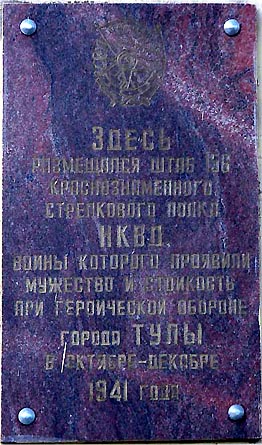 ЗДЕСЬ
РАЗМЕЩАЛСЯ ШТАБ 156
КРАСНОЗНАМЕННОГО
СТРЕЛКОВОГО ПОЛКА
НКВД,
ВОИНЫ КОТОРОГО ПРОЯВИЛИ
МУЖЕСТВО И СТОЙКОСТЬ
ПРИ ГЕРОИЧЕСКОЙ ОБОРОНЕ
ГОРОДА ТУЛЫ
В ОКТЯБРЕ-ДЕКАБРЕ
1941 ГОДА